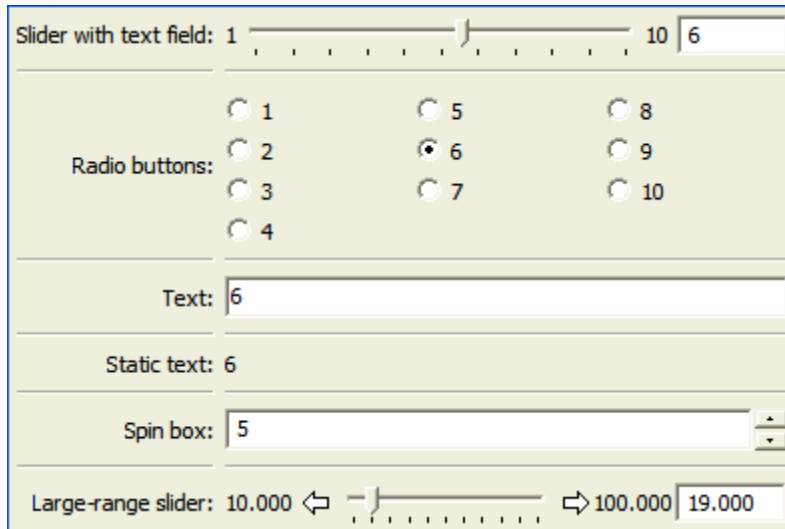 Slider with text field: 1 10 6
Radio buttons:
1 5 8
2 6 9
3 7 10
4
Text: 6
Static text: 6
Spin box: 5
Large-range slider: 10.000 100.000 19.000